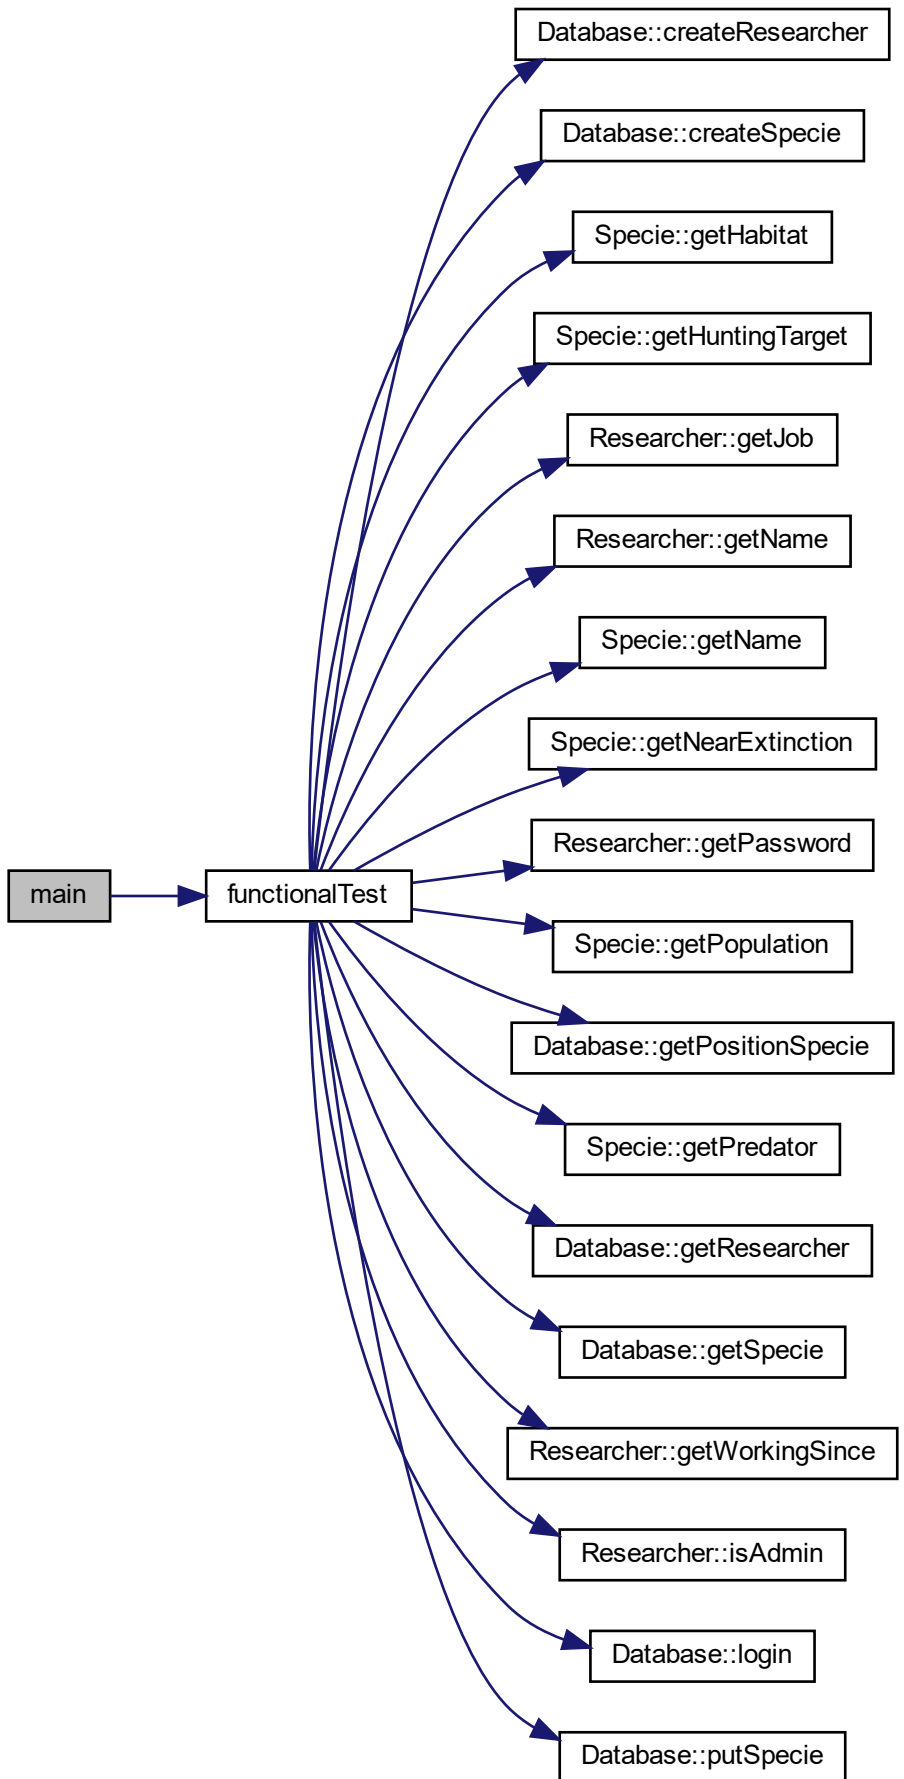 Database::createResearcher
Database::createSpecie
Specie::getHabitat
Specie::getHuntingTarget
Researcher::getJob
Researcher::getName
Specie::getName
Specie::getNearExtinction
Researcher::getPassword
main
functionalTest
Specie::getPopulation
Database::getPositionSpecie
Specie::getPredator
Database::getResearcher
Database::getSpecie
Researcher::getWorkingSince
Researcher::isAdmin
Database::login
Database::putSpecie